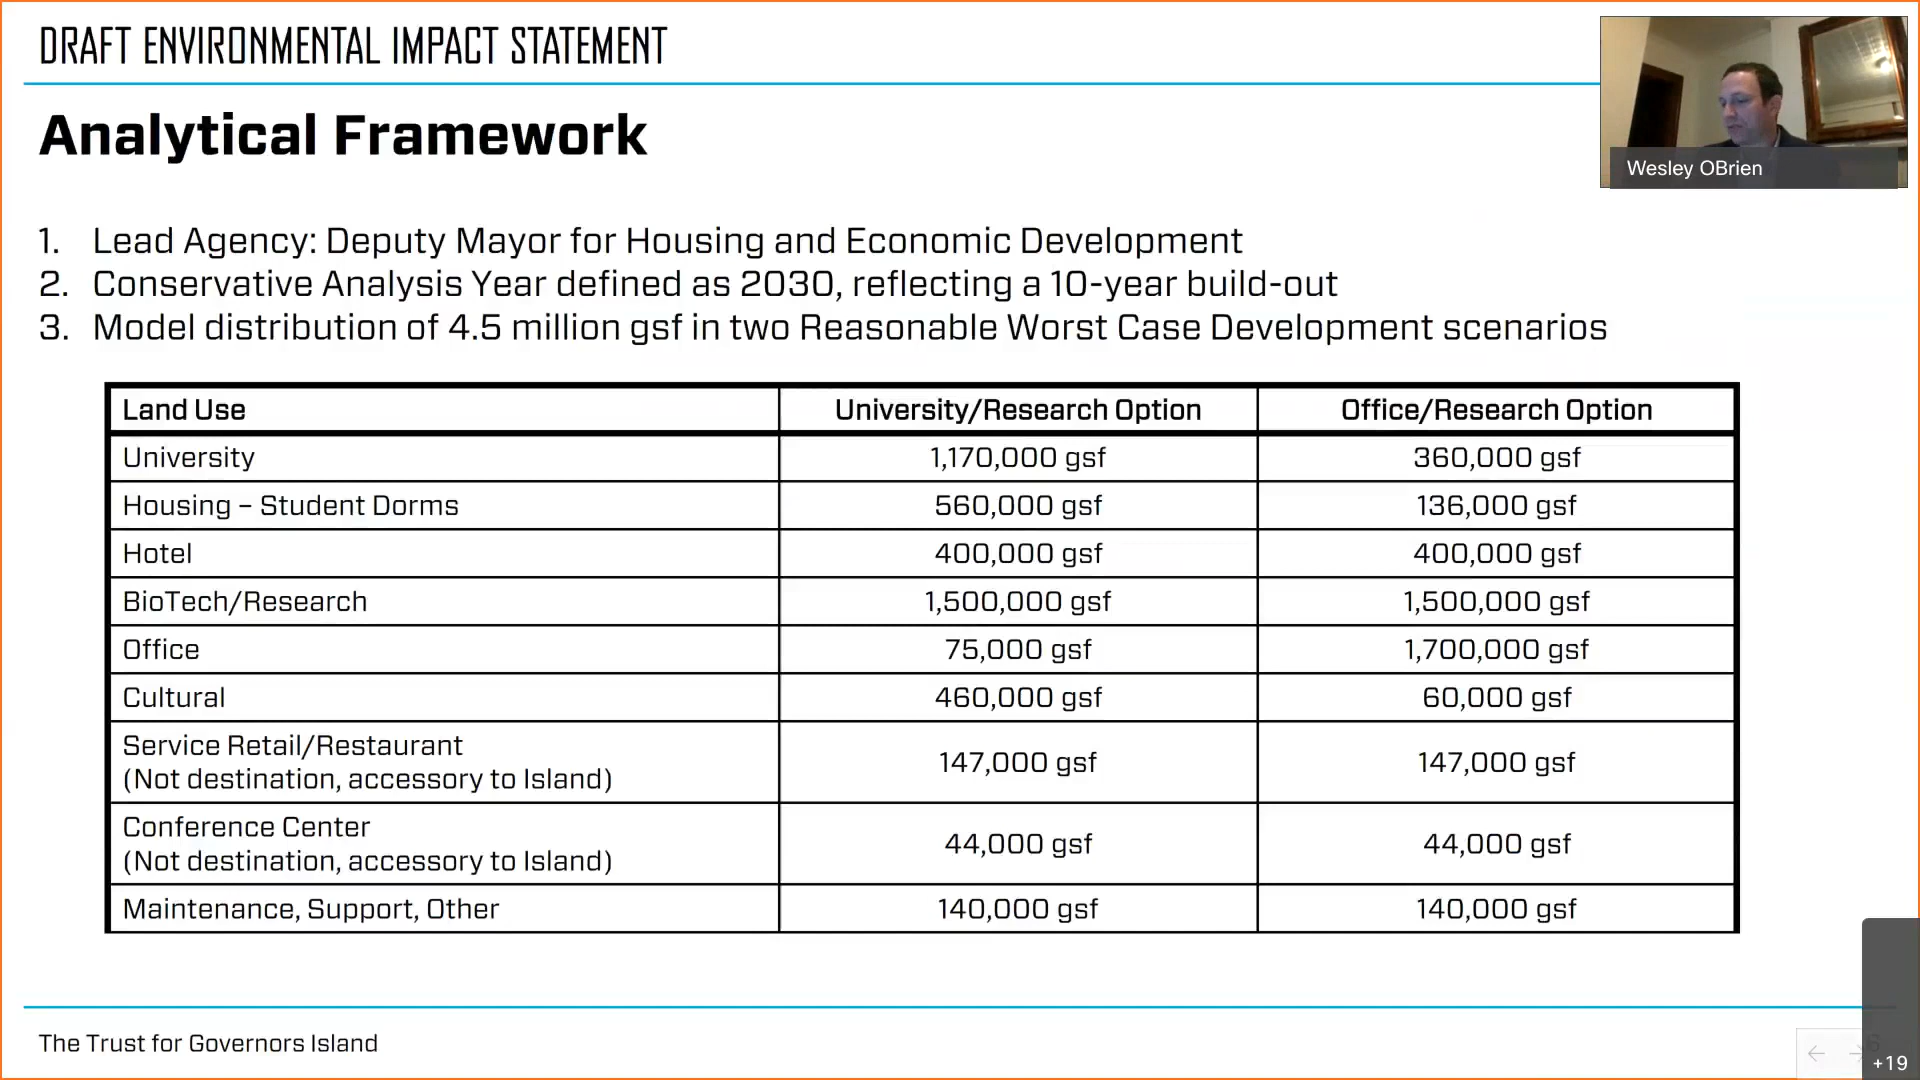 DRAFT ENVIRONMENTAL IMPACT STATEMENT
Analytical Framework
Wesley OBrien
1. Lead Agency: Deputy Mayor for Housing and Economic Development
2. Conservative Analysis Year defined as 2030, reflecting a 10-year build-out
3. Model distribution of 4.5 million gsf in two Reasonable Worst Case Development scenarios
Land Use University/Research Option Office/Research Option
University 1,170,000 gsf 360,000 gsf
Housing – Student Dorms 560,000 gsf 136,000 gsf
Hotel 400,000 gsf 400,000 gsf
BioTech/Research 1,500,000 gsf 1,500,000 gsf
Office 75,000 gsf 1,700,000 gsf
Cultural 460,000 gsf 60,000 gsf
Service Retail/Restaurant
(Not destination, accessory to Island) 147,000 gsf 147,000 gsf
Conference Center
(Not destination, accessory to Island) 44,000 gsf 44,000 gsf
Maintenance, Support, Other 140,000 gsf 140,000 gsf
The Trust for Governors Island
6
+19